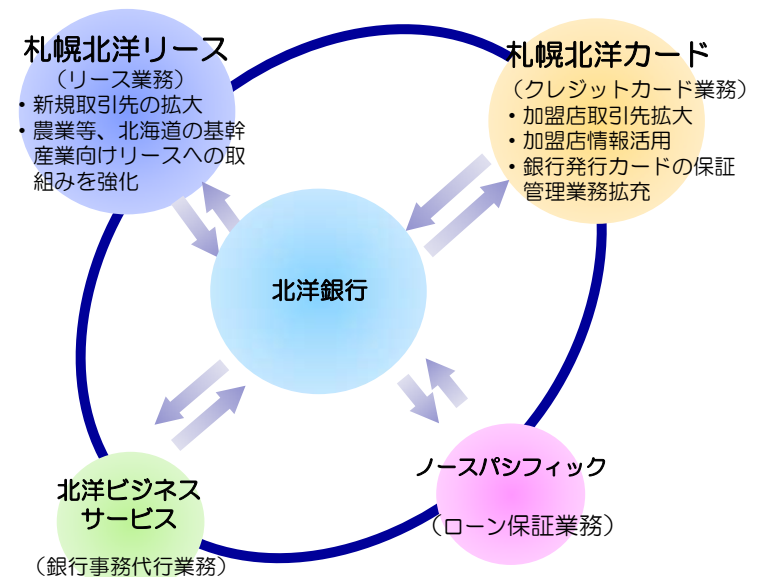 札幌北洋リース
（リース業務）
・新規取引先の拡大
・農業等、北海道の基幹
産業向けリースへの取
組みを強化
札幌北洋カード
（クレジットカード業務）
・加盟店取引先拡大
・加盟店情報活用
・銀行発行カードの保証
管理業務拡充
北洋銀行
北洋ビジネス
サービス
（銀行事務代行業務）
ノースパシフィック
（ローン保証業務）